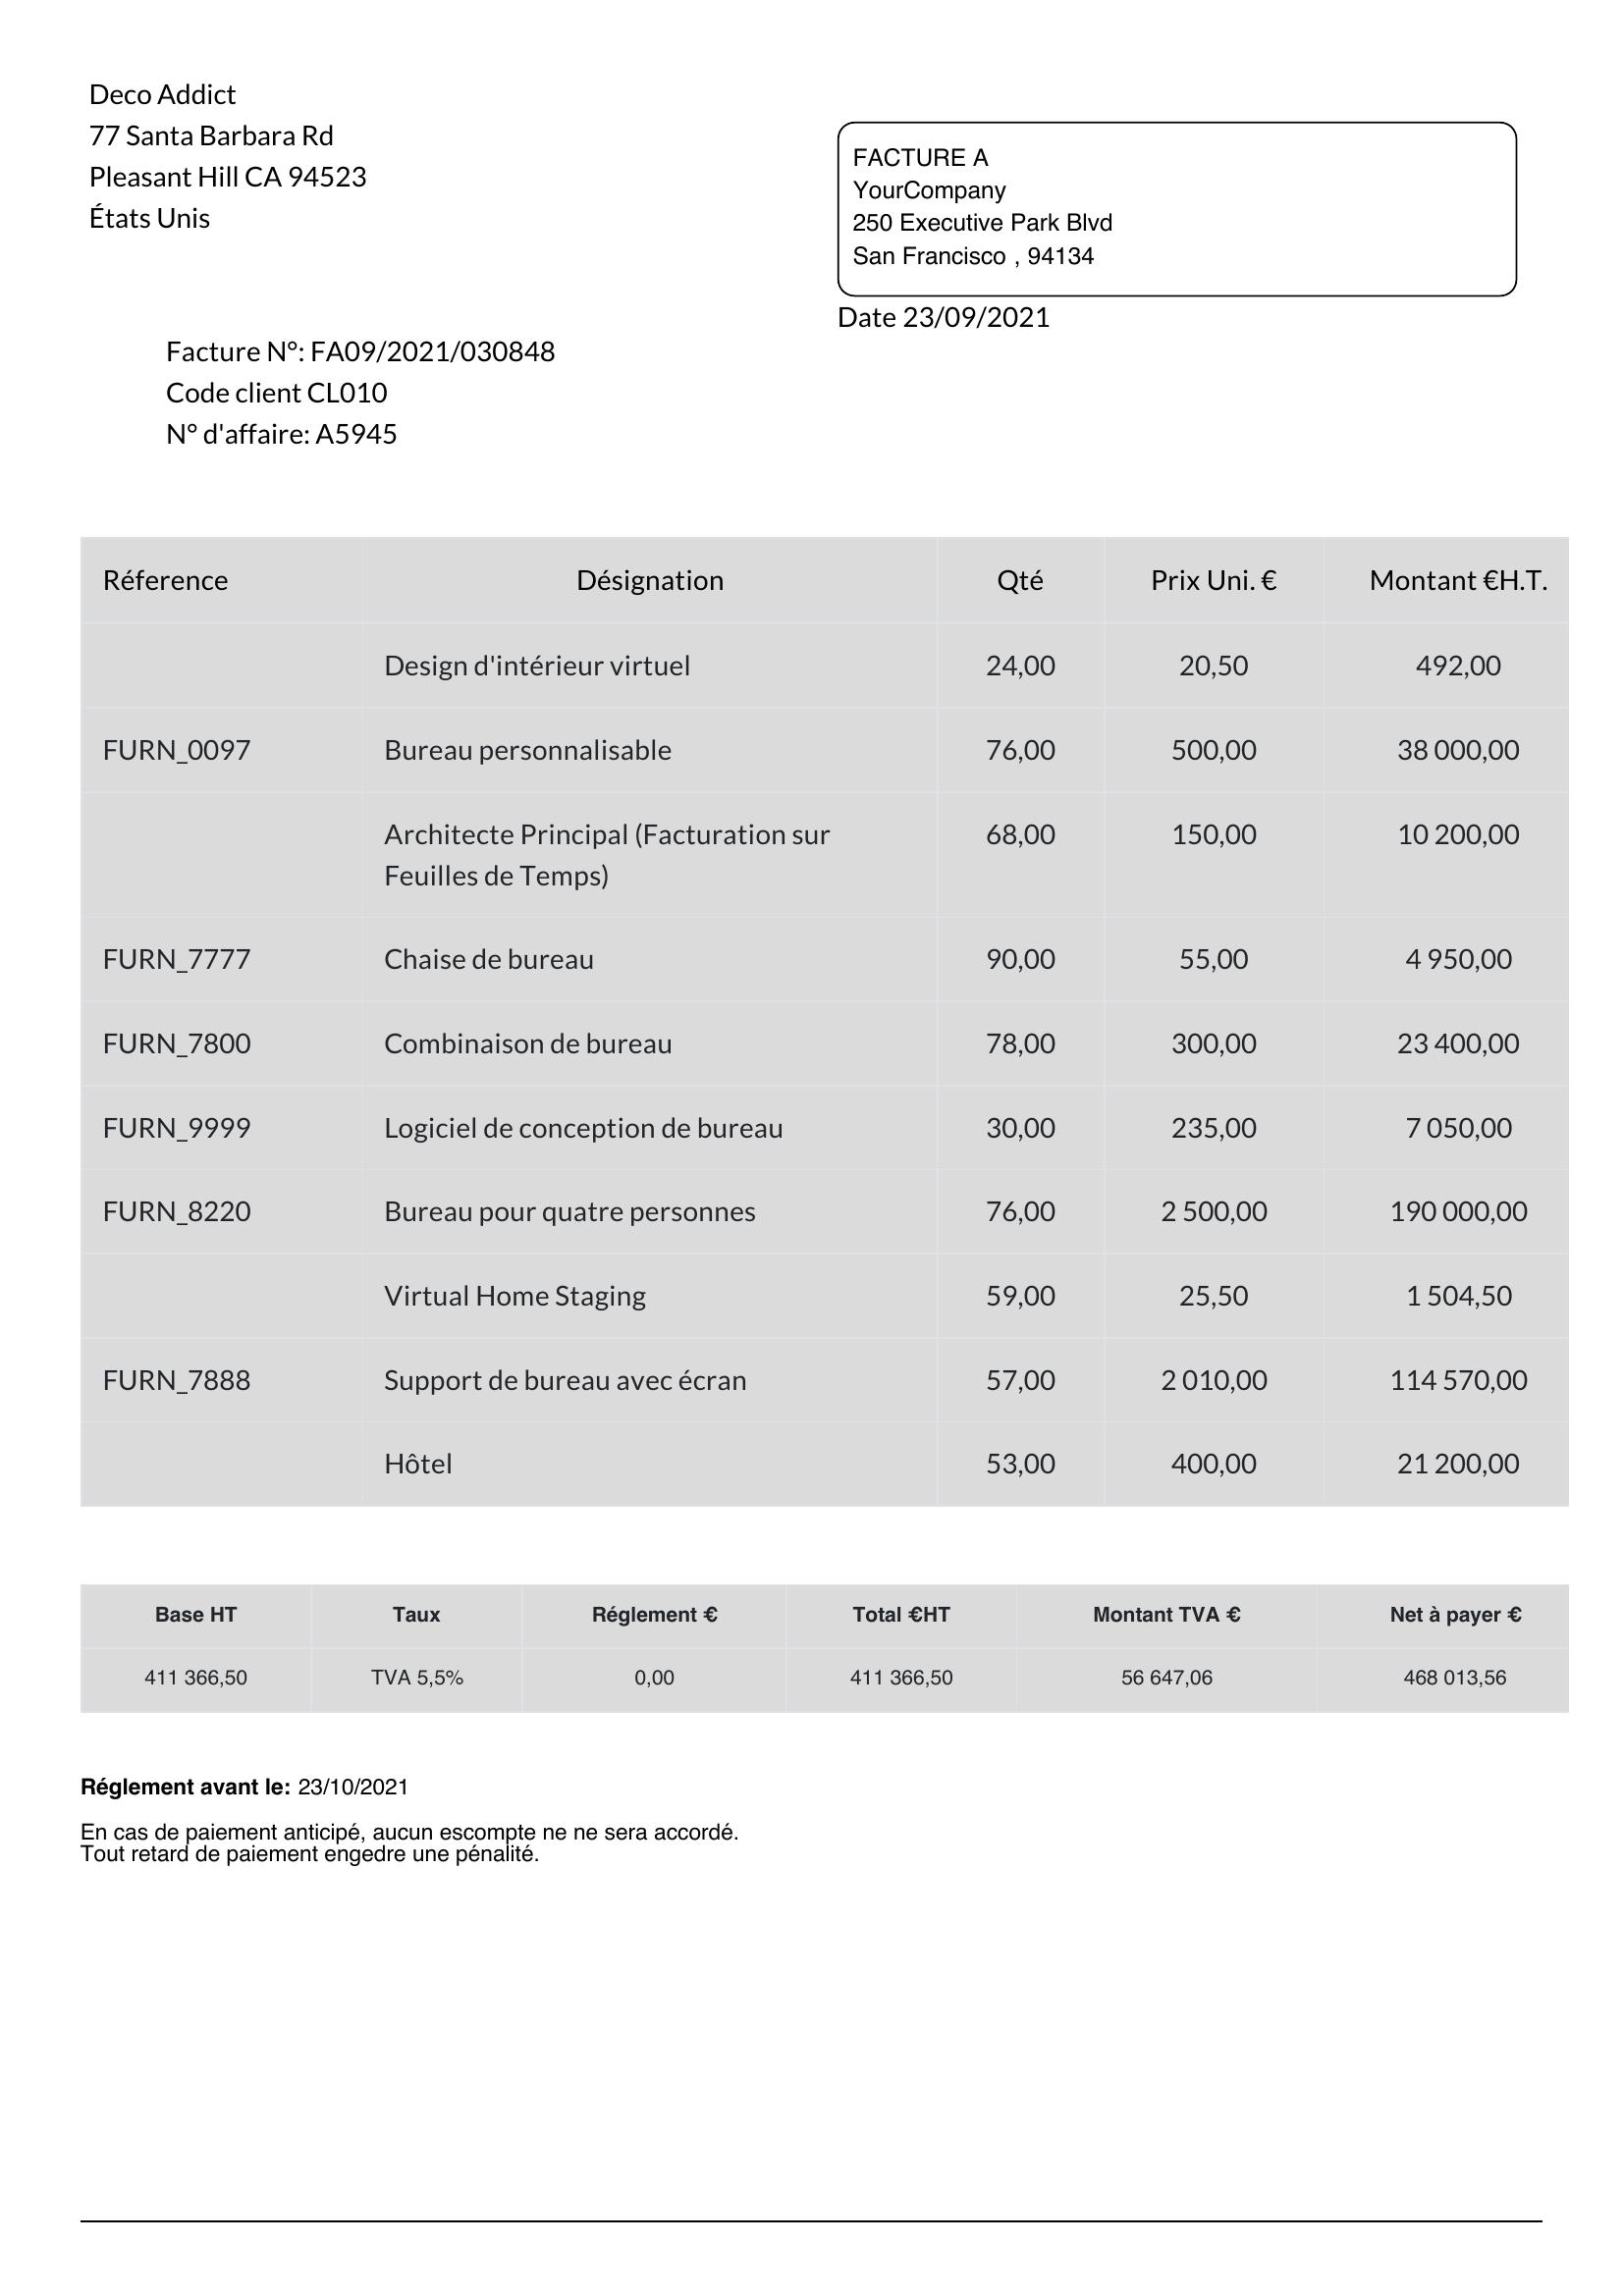 Deco Addict
77 Santa Barbara Rd
Pleasant Hill CA 94523
États Unis
FACTURE A
YourCompany
250 Executive Park Blvd
San Francisco , 94134
Date 23/09/2021
Facture N°: FA09/2021/030848
Code client CL010
N° d'affaire: A5945
Réference Désignation Qté Prix Uni. € Montant €H.T.
Design d'intérieur virtuel 24,00 20,50 492,00
FURN_0097 Bureau personnalisable 76,00 500,00 38 000,00
Architecte Principal (Facturation sur 68,00 150,00 10 200,00
Feuilles de Temps)
FURN_7777 Chaise de bureau 90,00 55,00 4 950,00
FURN_7800 Combinaison de bureau 78,00 300,00 23 400,00
FURN_9999 Logiciel de conception de bureau 30,00 235,00 7 050,00
FURN_8220 Bureau pour quatre personnes 76,00 2 500,00 190 000,00
Virtual Home Staging 59,00 25,50 1 504,50
FURN_7888 Support de bureau avec écran 57,00 2 010,00 114 570,00
Hôtel 53,00 400,00 21 200,00
Base HT Taux Réglement € Total €HT Montant TVA € Net à payer €
411 366,50 TVA 5,5% 0,00 411 366,50 56 647,06 468 013,56
Réglement avant le: 23/10/2021
En cas de paiement anticipé, aucun escompte ne ne sera accordé.
Tout retard de paiement engedre une pénalité.